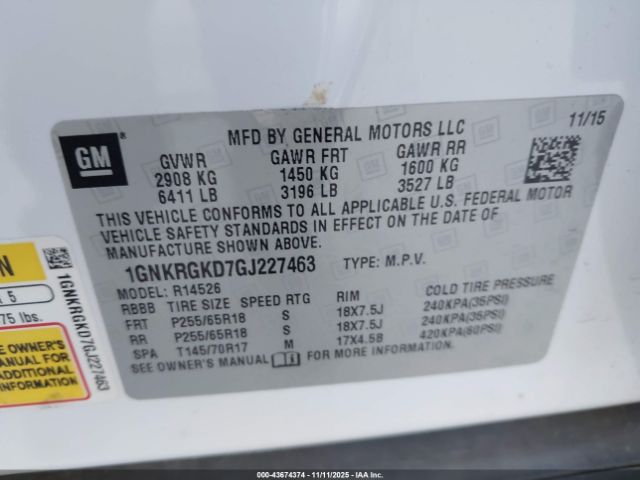 GM
MFD BY GENERAL MOTORS LLC
11/15
GVWR GAWR FRT GAWR RR
2908 KG 1450 KG 1600 KG
6411 LB 3196 LB 3527 LB
THIS VEHICLE CONFORMS TO ALL APPLICABLE U.S. FEDERAL MOTOR
VEHICLE SAFETY STANDARDS IN EFFECT ON THE DATE OF
MANUFACTURE SHOWN ABOVE.
1GNKRGKD7GJ227463 TYPE: M.P.V.
MODEL: R14526
RBBB TIRE SIZE SPEED RTG RIM COLD TIRE PRESSURE
FRT P255/65R18 S 18X7.5J 240KPA(35PSI)
RR P255/65R18 S 18X7.5J 240KPA(35PSI)
SPA T145/70R17 M 17X4.5B 420KPA(60PSI)
SEE OWNER'S MANUAL FOR MORE INFORMATION.
N
5
75 lbs.
E OWNER'S
MANUAL FOR
ADDITIONAL
INFORMATION
1GNKRGKD7GJ227463
000-43674374 | 11/11/2025 - IAA Inc.